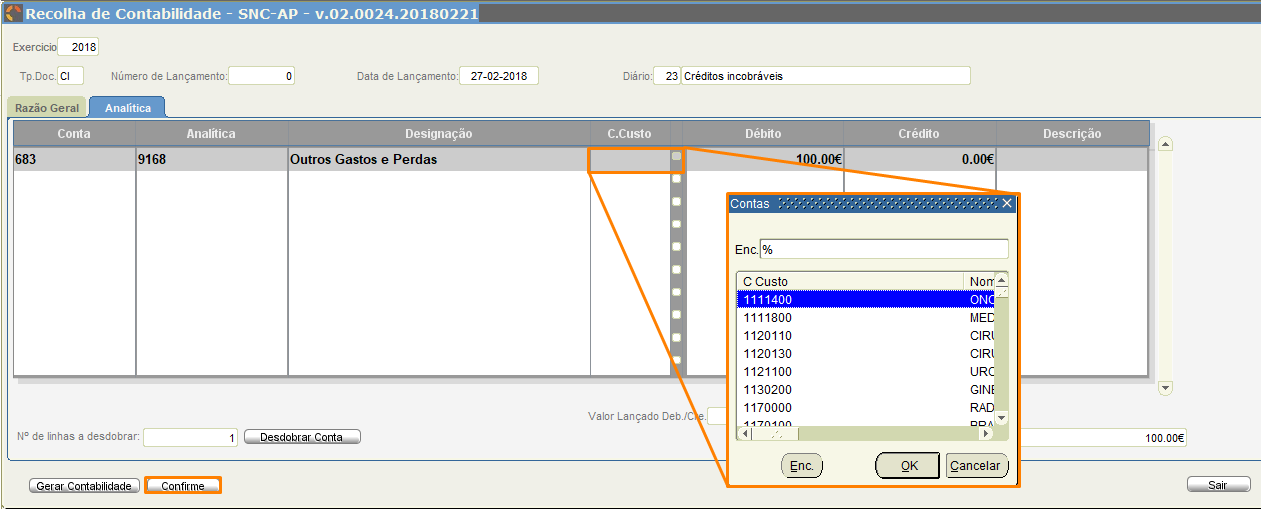 Recolha de Contabilidade - SNC-AP - v.02.0024.20180221
Exercicio 2018
Tp.Doc. CI Número de Lançamento: 0 Data de Lançamento: 27-02-2018 Diário: 23 Créditos incobráveis
Razão Geral Analítica
Conta Analítica Designação C.Custo Débito Crédito Descrição
683 9168 Outros Gastos e Perdas 100.00€ 0.00€
Contas
Enc. %
C Custo Nom
1111400 ONC
1111800 MED
1120110 CIRU
1120130 CIRU
1121100 URO
1130200 GINE
1170000 RAD
1170100 BRA
Enc. OK Cancelar
Valor Lançado Deb./Cre.
Nº de linhas a desdobrar: 1 Desdobrar Conta 100.00€
Gerar Contabilidade Confirme Sair